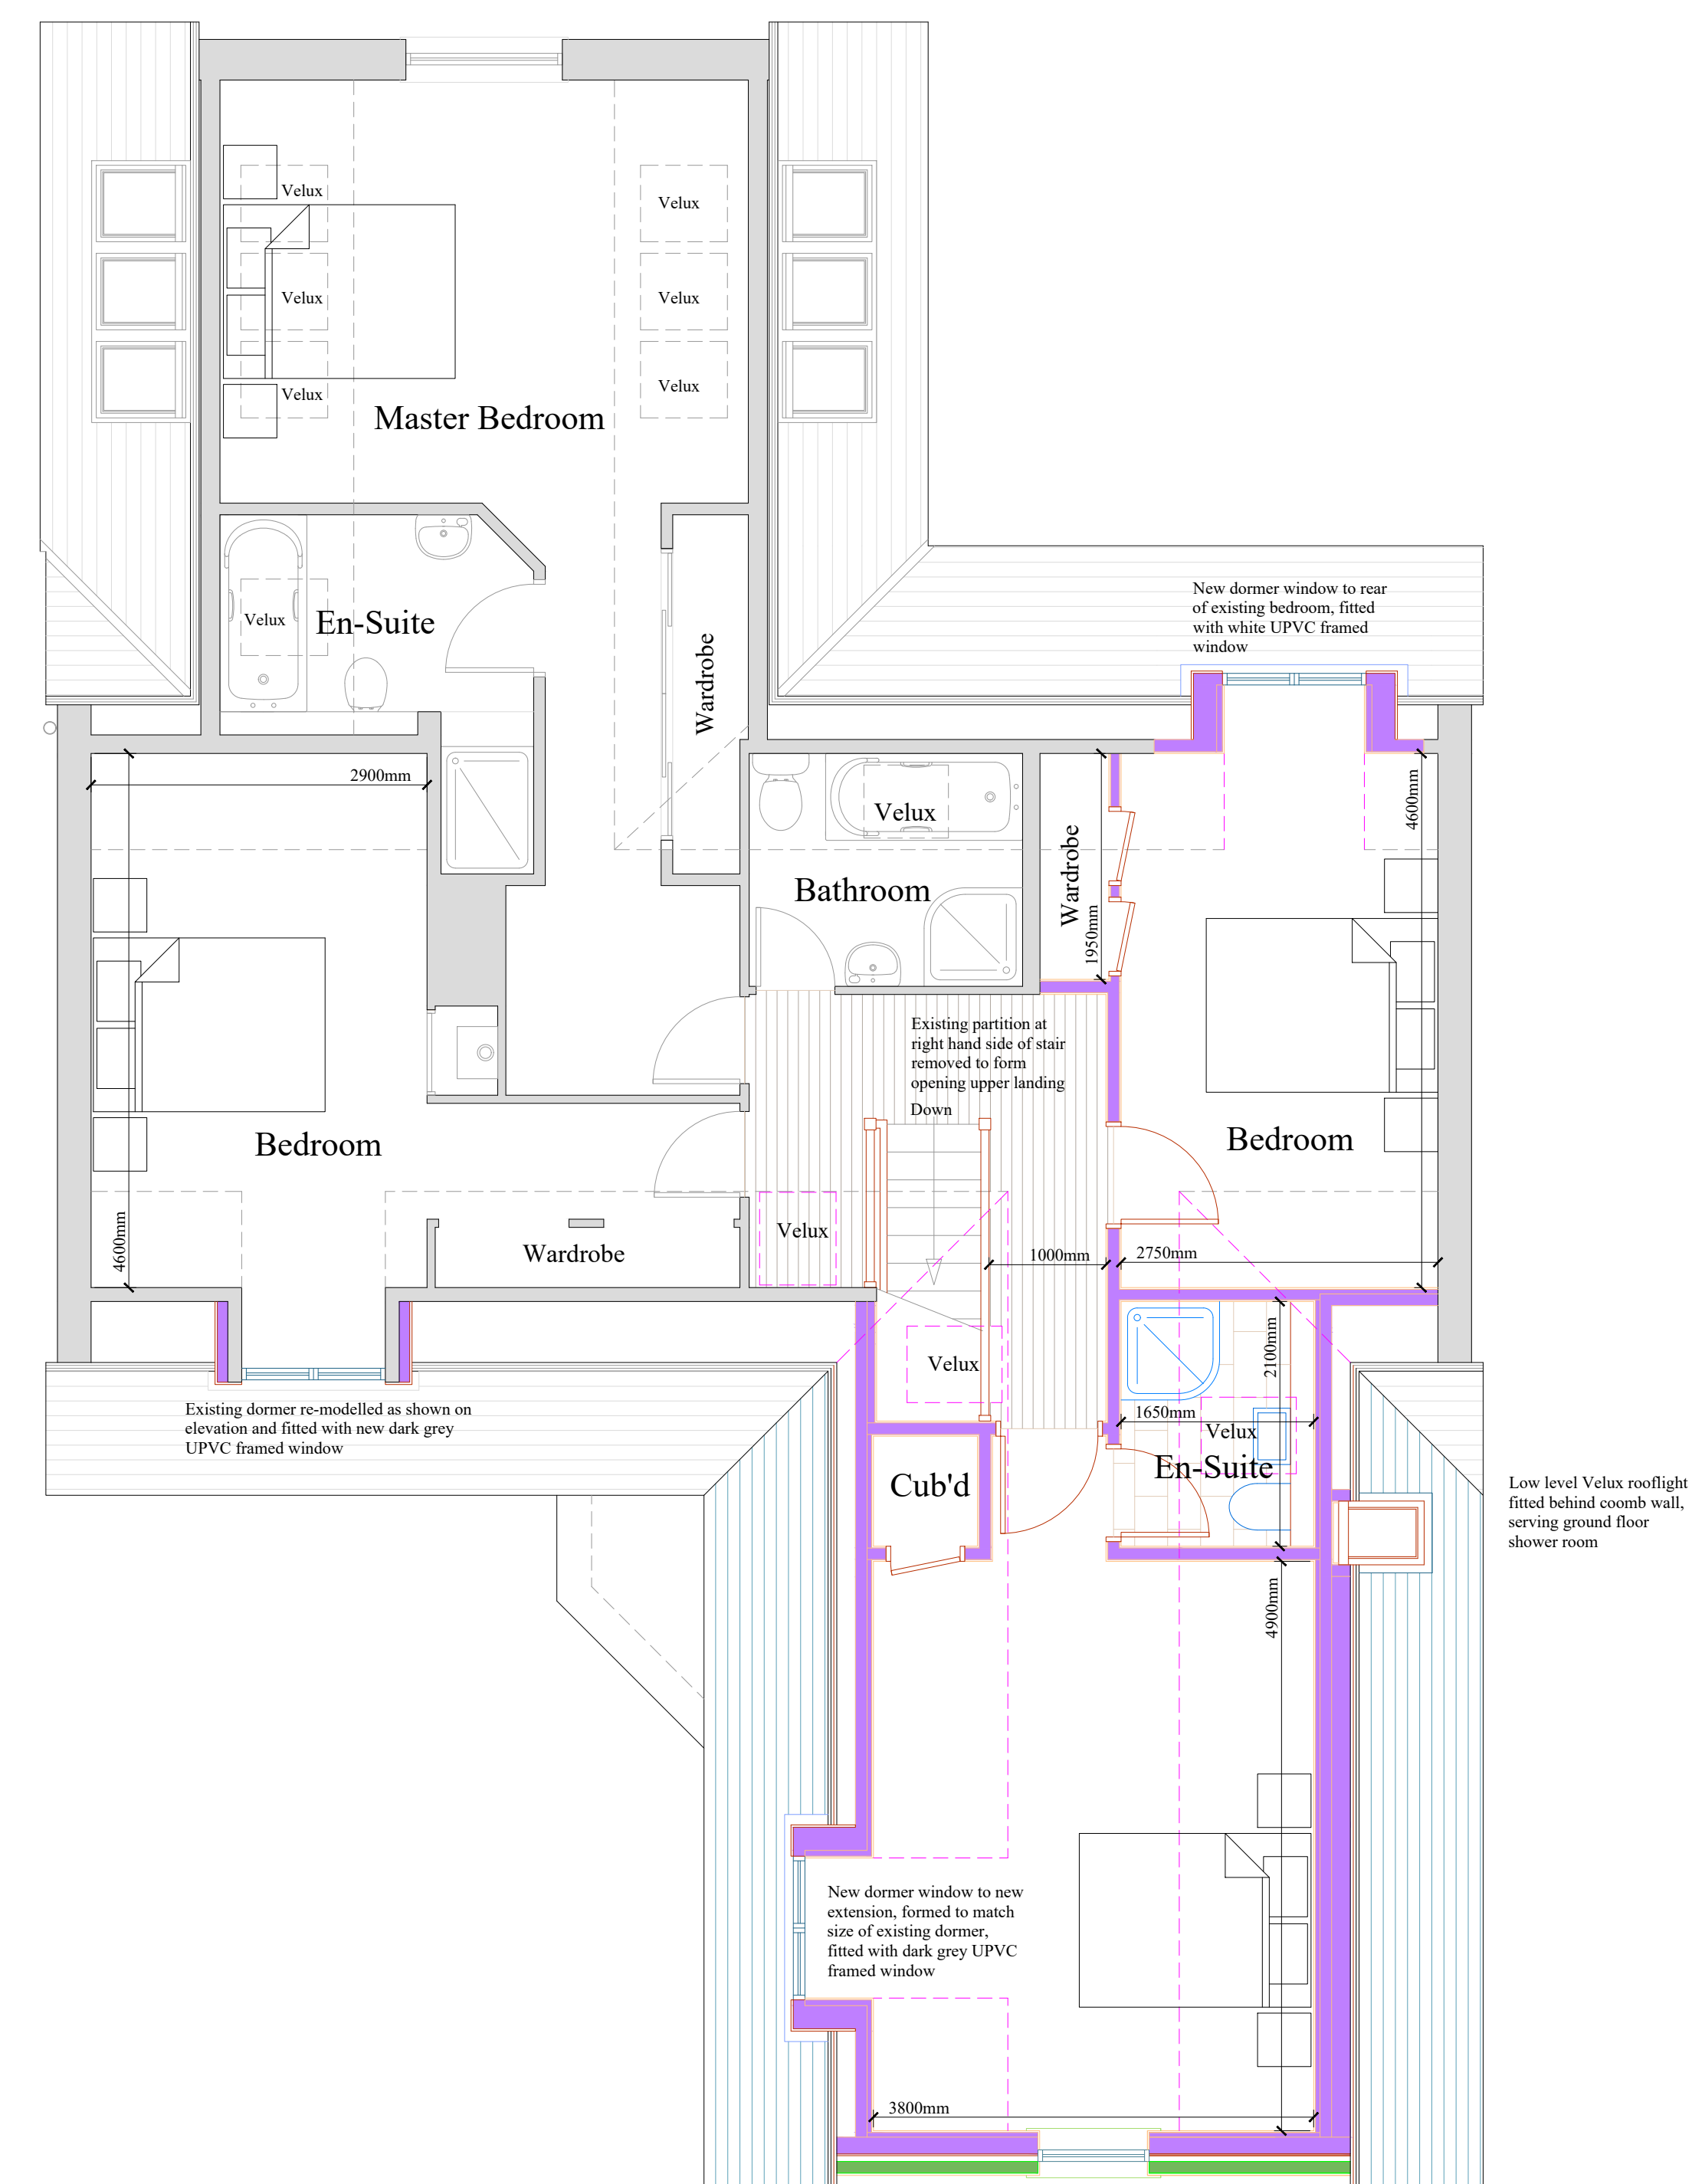 Velux
Velux
Velux
Velux
Velux
Velux
Master Bedroom
Velux
En-Suite
Wardrobe
New dormer window to rear
of existing bedroom, fitted
with white UPVC framed
window
2900mm
4600mm
Velux
Bathroom
Wardrobe
1950mm
Existing partition at
right hand side of stair
removed to form
opening upper landing
Down
Bedroom
Bedroom
4600mm
Wardrobe
Velux
1000mm
2750mm
Velux
2100mm
1650mm
Velux
En-Suite
Existing dormer re-modelled as shown on
elevation and fitted with new dark grey
UPVC framed window
Cub'd
Low level Velux rooflight
fitted behind coomb wall,
serving ground floor
shower room
4900mm
New dormer window to new
extension, formed to match
size of existing dormer,
fitted with dark grey UPVC
framed window
3800mm